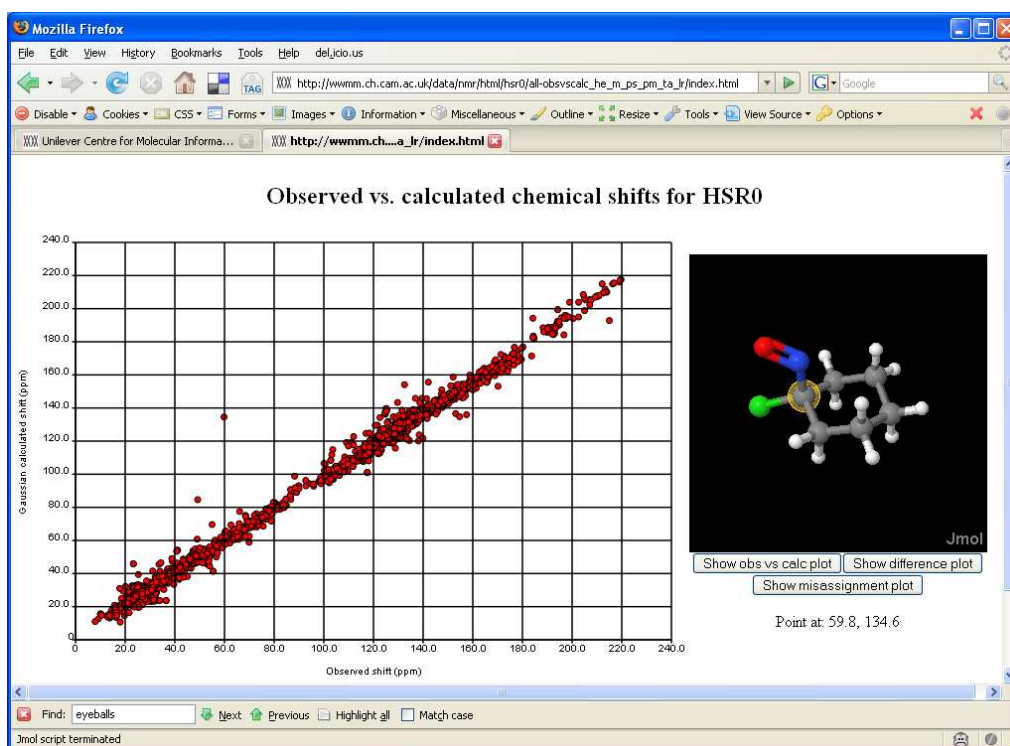 Mozilla Firefox
File Edit View History Bookmarks Tools Help del.icio.us
TAG http://wwmm.ch.cam.ac.uk/data/nmr/html/hsr0/all-obsvscalc_he_m_ps_pm_ta_lr/index.html G Google
Disable Cookies CSS Forms Images Information Miscellaneous Outline Resize Tools View Source Options
Unilever Centre for Molecular Informa... http://wwmm.ch....a_lr/index.html
Observed vs. calculated chemical shifts for HSR0
240.0
220.0
200.0
180.0
160.0
140.0
120.0
100.0
80.0
60.0
40.0
20.0
0
Gaussian calculated shift (ppm)
0 20.0 40.0 60.0 80.0 100.0 120.0 140.0 160.0 180.0 200.0 220.0 240.0
Observed shift (ppm)
Jmol
Show obs vs calc plot Show difference plot
Show misassignment plot
Point at: 59.8, 134.6
Find: eyeballs Next Previous Highlight all Match case
Jmol script terminated